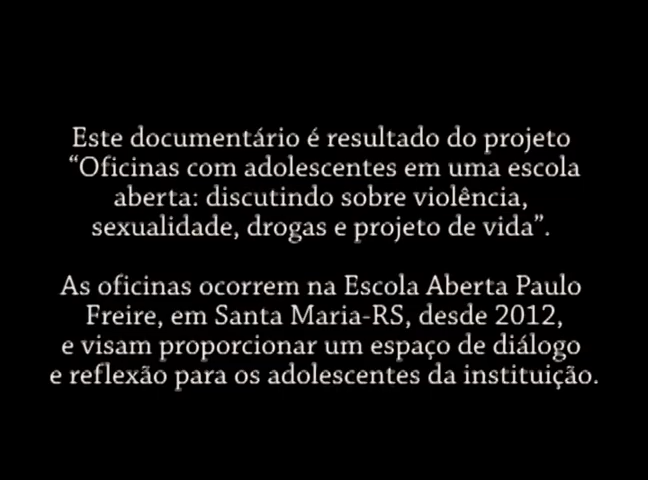 Este documentário é resultado do projeto
“Oficinas com adolescentes em uma escola
aberta: discutindo sobre violência,
sexualidade, drogas e projeto de vida”.
As oficinas ocorrem na Escola Aberta Paulo
Freire, em Santa Maria-RS, desde 2012,
e visam proporcionar um espaço de diálogo
e reflexão para os adolescentes da instituição.